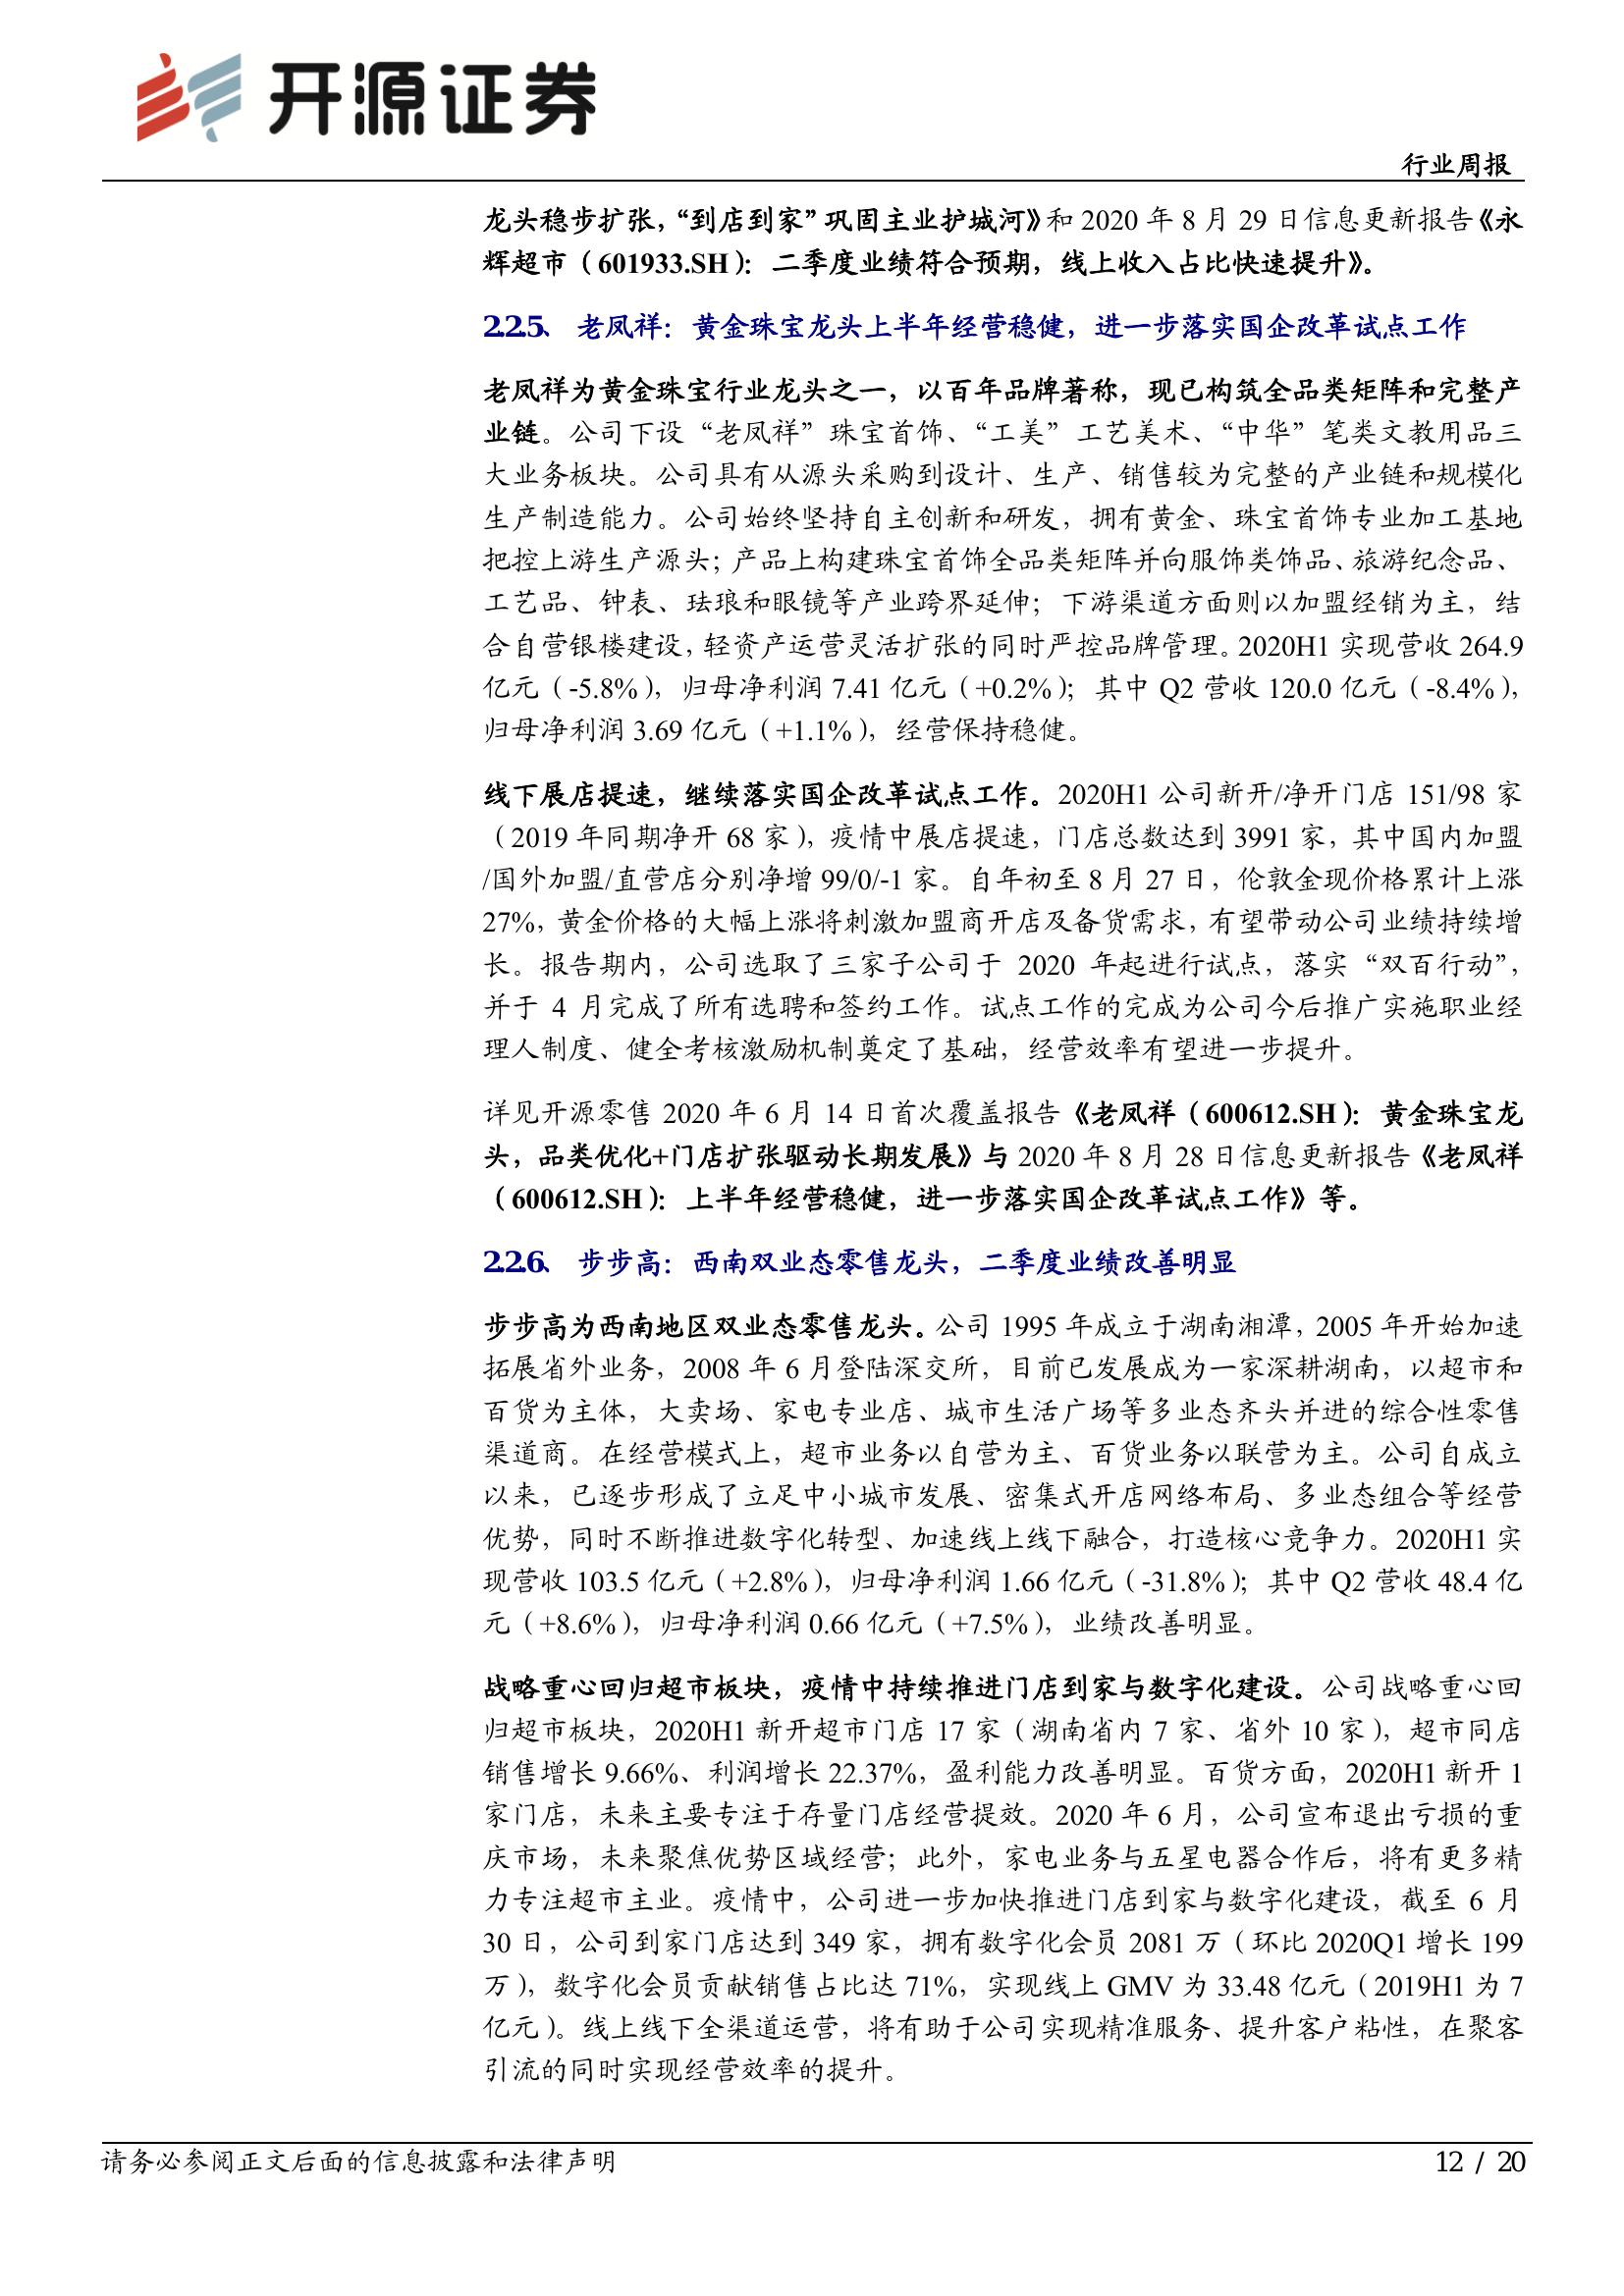 开源证券
行业周报
龙头稳步扩张，“到店到家”巩固主业护城河》和 2020 年 8 月 29 日信息更新报告《永
辉超市（601933.SH）：二季度业绩符合预期，线上收入占比快速提升》。
2.2.5、 老凤祥：黄金珠宝龙头上半年经营稳健，进一步落实国企改革试点工作
老凤祥为黄金珠宝行业龙头之一，以百年品牌著称，现已构筑全品类矩阵和完整产
业链。公司下设“老凤祥”珠宝首饰、“工美”工艺美术、“中华”笔类文教用品三
大业务板块。公司具有从源头采购到设计、生产、销售较为完整的产业链和规模化
生产制造能力。公司始终坚持自主创新和研发，拥有黄金、珠宝首饰专业加工基地
把控上游生产源头；产品上构建珠宝首饰全品类矩阵并向服饰类饰品、旅游纪念品、
工艺品、钟表、珐琅和眼镜等产业跨界延伸；下游渠道方面则以加盟经销为主，结
合自营银楼建设，轻资产运营灵活扩张的同时严控品牌管理。2020H1 实现营收 264.9
亿元（-5.8%），归母净利润 7.41 亿元（+0.2%）；其中 Q2 营收 120.0 亿元（-8.4%），
归母净利润 3.69 亿元（+1.1%），经营保持稳健。
线下展店提速，继续落实国企改革试点工作。2020H1 公司新开/净开门店 151/98 家
（2019 年同期净开 68 家），疫情中展店提速，门店总数达到 3991 家，其中国内加盟
/国外加盟/直营店分别净增 99/0/-1 家。自年初至 8 月 27 日，伦敦金现价格累计上涨
27%，黄金价格的大幅上涨将刺激加盟商开店及备货需求，有望带动公司业绩持续增
长。报告期内，公司选取了三家子公司于 2020 年起进行试点，落实“双百行动”，
并于 4 月完成了所有选聘和签约工作。试点工作的完成为公司今后推广实施职业经
理人制度、健全考核激励机制奠定了基础，经营效率有望进一步提升。
详见开源零售 2020 年 6 月 14 日首次覆盖报告《老凤祥（600612.SH）：黄金珠宝龙
头，品类优化+门店扩张驱动长期发展》与 2020 年 8 月 28 日信息更新报告《老凤祥
（600612.SH）：上半年经营稳健，进一步落实国企改革试点工作》等。
2.2.6、 步步高：西南双业态零售龙头，二季度业绩改善明显
步步高为西南地区双业态零售龙头。公司 1995 年成立于湖南湘潭，2005 年开始加速
拓展省外业务，2008 年 6 月登陆深交所，目前已发展成为一家深耕湖南，以超市和
百货为主体，大卖场、家电专业店、城市生活广场等多业态齐头并进的综合性零售
渠道商。在经营模式上，超市业务以自营为主、百货业务以联营为主。公司自成立
以来，已逐步形成了立足中小城市发展、密集式开店网络布局、多业态组合等经营
优势，同时不断推进数字化转型、加速线上线下融合，打造核心竞争力。2020H1 实
现营收 103.5 亿元（+2.8%），归母净利润 1.66 亿元（-31.8%）；其中 Q2 营收 48.4 亿
元（+8.6%），归母净利润 0.66 亿元（+7.5%），业绩改善明显。
战略重心回归超市板块，疫情中持续推进门店到家与数字化建设。公司战略重心回
归超市板块，2020H1 新开超市门店 17 家（湖南省内 7 家、省外 10 家），超市同店
销售增长 9.66%、利润增长 22.37%，盈利能力改善明显。百货方面，2020H1 新开 1
家门店，未来主要专注于存量门店经营提效。2020 年 6 月，公司宣布退出亏损的重
庆市场，未来聚焦优势区域经营；此外，家电业务与五星电器合作后，将有更多精
力专注超市主业。疫情中，公司进一步加快推进门店到家与数字化建设，截至 6 月
30 日，公司到家门店达到 349 家，拥有数字化会员 2081 万（环比 2020Q1 增长 199
万），数字化会员贡献销售占比达 71%，实现线上 GMV 为 33.48 亿元（2019H1 为 7
亿元）。线上线下全渠道运营，将有助于公司实现精准服务、提升客户粘性，在聚客
引流的同时实现经营效率的提升。
请务必参阅正文后面的信息披露和法律声明
12 / 20